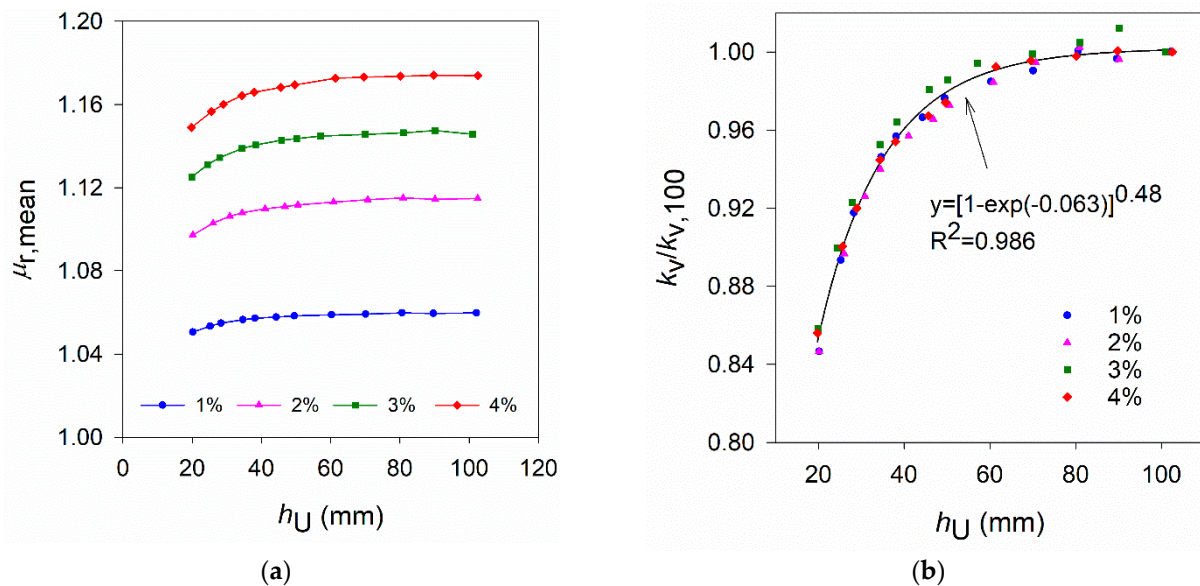 1.20
1.16
1.12
1.08
1.04
1.00
μr,mean
1% 2% 3% 4%
0 20 40 60 80 100 120
hU (mm)
(a)
1.00
0.96
0.92
0.88
0.84
0.80
kv/kv,100
y=[1-exp(-0.063)]0.48
R2=0.986
1%
2%
3%
4%
20 40 60 80 100
hU (mm)
(b)